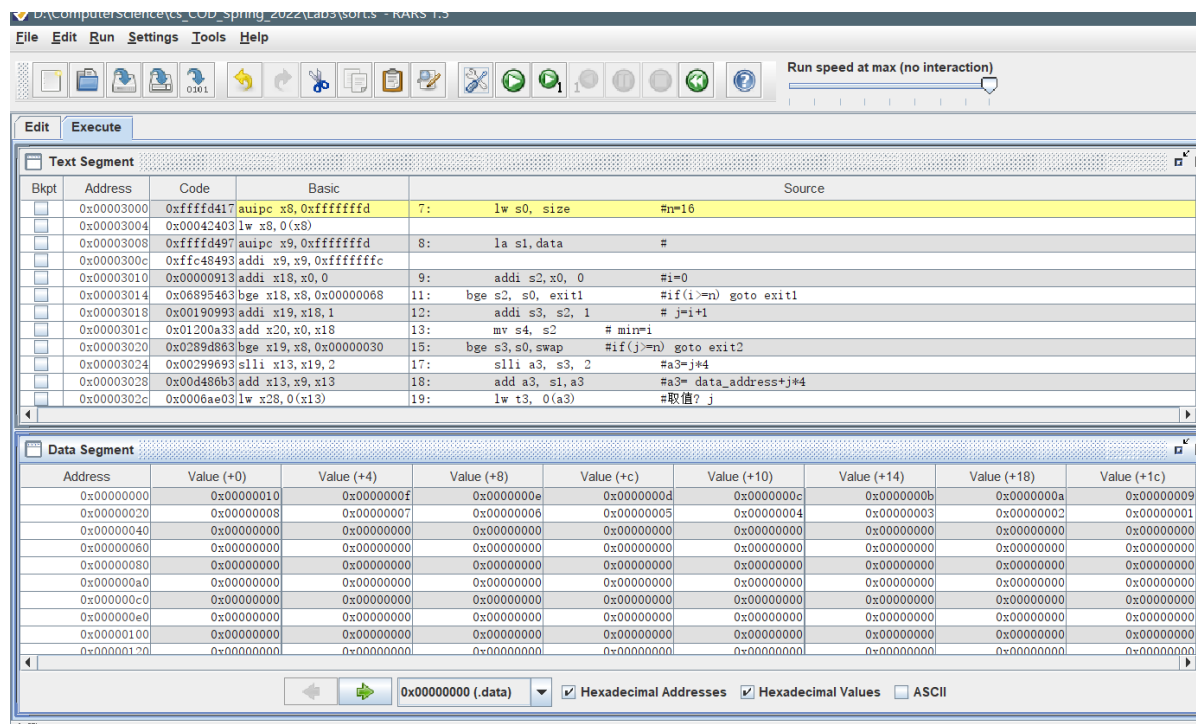 D:\ComputerScience\cs_COD_Spring_2022\Lab3\sort.s - RARS 1.5
File Edit Run Settings Tools Help
Run speed at max (no interaction)
Edit Execute
Text Segment
Bkpt Address Code Basic Source
0x00003000 0xffffd417 auipc x8,0xfffffffd 7: lw s0, size #n=16
0x00003004 0x00042403 lw x8,0(x8)
0x00003008 0xffffd497 auipc x9,0xfffffffd 8: la s1,data #
0x0000300c 0xffc48493 addi x9,x9,0xfffffffc
0x00003010 0x00000913 addi x18,x0,0 9: addi s2,x0, 0 #i=0
0x00003014 0x06895463 bge x18,x8,0x00000068 11: bge s2, s0, exit1 #if(i>=n) goto exit1
0x00003018 0x00190993 addi x19,x18,1 12: addi s3, s2, 1 # j=i+1
0x0000301c 0x01200a33 add x20,x0,x18 13: mv s4, s2 # min=i
0x00003020 0x0289d863 bge x19,x8,0x00000030 15: bge s3,s0,swap #if(j>=n) goto exit2
0x00003024 0x00299693 slli x13,x19,2 17: slli a3, s3, 2 #a3=j*4
0x00003028 0x00d486b3 add x13,x9,x13 18: add a3, s1,a3 #a3= data_address+j*4
0x0000302c 0x0006ae03 lw x28,0(x13) 19: lw t3, 0(a3) #取值? j
Data Segment
Address Value (+0) Value (+4) Value (+8) Value (+c) Value (+10) Value (+14) Value (+18) Value (+1c)
0x00000000 0x00000010 0x0000000f 0x0000000e 0x0000000d 0x0000000c 0x0000000b 0x0000000a 0x00000009
0x00000020 0x00000008 0x00000007 0x00000006 0x00000005 0x00000004 0x00000003 0x00000002 0x00000001
0x00000040 0x00000000 0x00000000 0x00000000 0x00000000 0x00000000 0x00000000 0x00000000 0x00000000
0x00000060 0x00000000 0x00000000 0x00000000 0x00000000 0x00000000 0x00000000 0x00000000 0x00000000
0x00000080 0x00000000 0x00000000 0x00000000 0x00000000 0x00000000 0x00000000 0x00000000 0x00000000
0x000000a0 0x00000000 0x00000000 0x00000000 0x00000000 0x00000000 0x00000000 0x00000000 0x00000000
0x000000c0 0x00000000 0x00000000 0x00000000 0x00000000 0x00000000 0x00000000 0x00000000 0x00000000
0x000000e0 0x00000000 0x00000000 0x00000000 0x00000000 0x00000000 0x00000000 0x00000000 0x00000000
0x00000100 0x00000000 0x00000000 0x00000000 0x00000000 0x00000000 0x00000000 0x00000000 0x00000000
0x00000120 0x00000000 0x00000000 0x00000000 0x00000000 0x00000000 0x00000000 0x00000000 0x00000000
0x00000000 (.data) Hexadecimal Addresses Hexadecimal Values ASCII